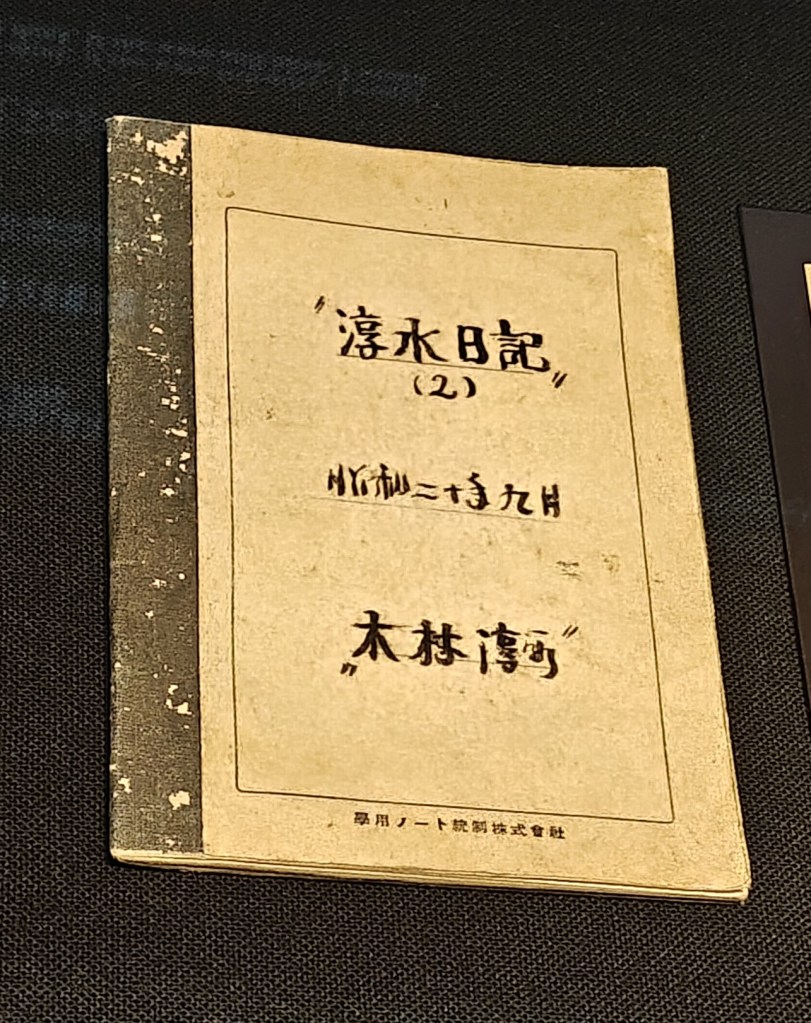 "淳水日記"
(2)
昭和二十年九月
"木林淳"
學用ノート統制株式會社